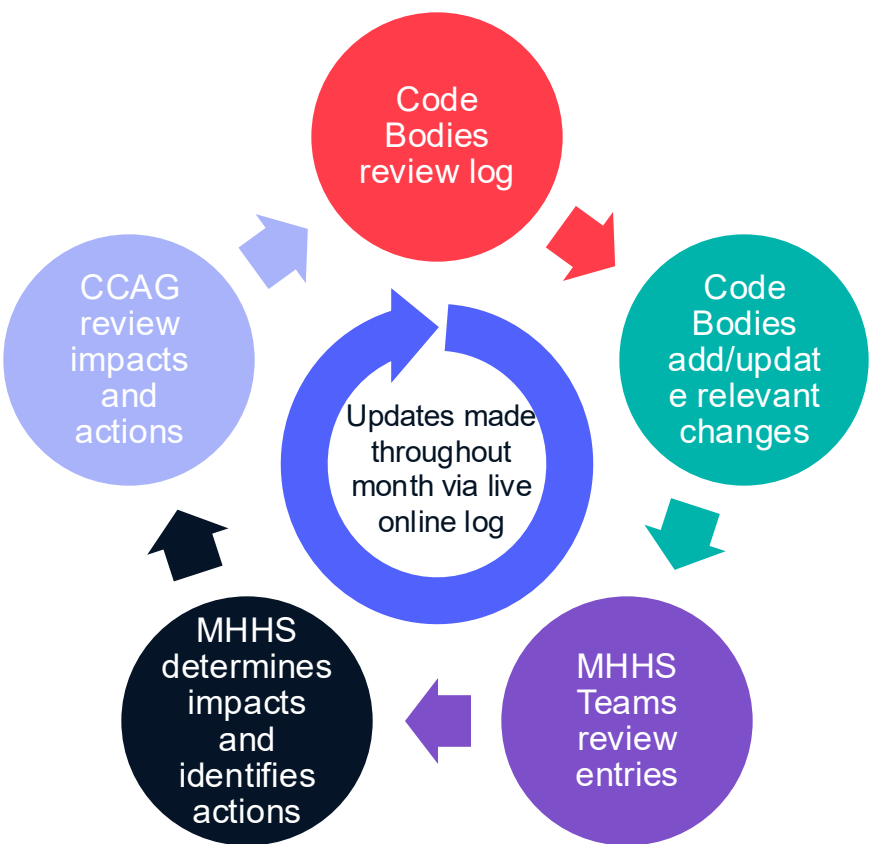 Code
Bodies
review log
Code
Bodies
add/updat
e relevant
changes
MHHS
Teams
review
entries
MHHS
determines
impacts
and
identifies
actions
CCAG
review
impacts
and
actions
Updates made
throughout
month via live
online log